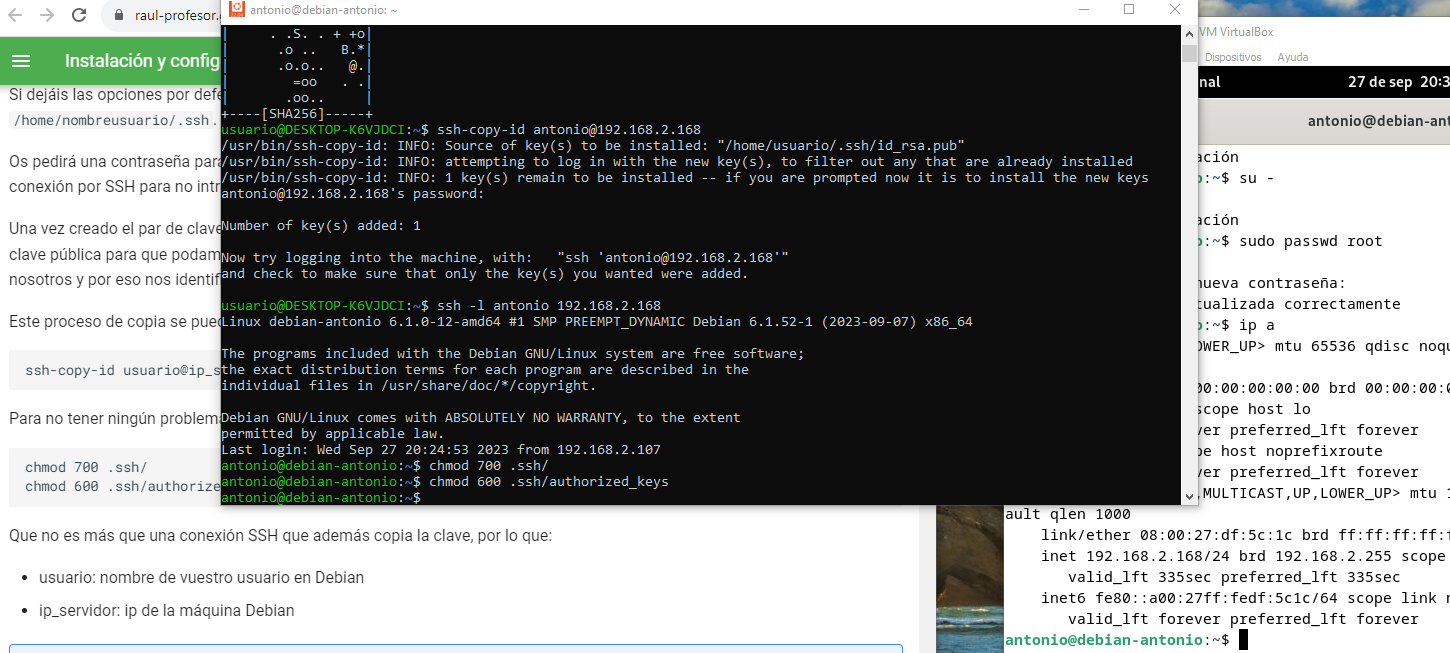 raul-profesor.
Instalación y config
Si dejáis las opciones por defe
/home/nombreusuario/.ssh.
Os pedirá una contraseña para
conexión por SSH para no intr
Una vez creado el par de clave
clave pública para que podam
nosotros y por eso nos identif
Este proceso de copia se pued
ssh-copy-id usuario@ip_s
Para no tener ningún problema
chmod 700 .ssh/
chmod 600 .ssh/authorize
Que no es más que una conexión SSH que además copia la clave, por lo que:
• usuario: nombre de vuestro usuario en Debian
• ip_servidor: ip de la máquina Debian
antonio@debian-antonio: ~
|     . .S. . + +o|
|      .o ..   B.*|
|      .o.o..   @.|
|        =oo   . .|
|       .oo..     |
+----[SHA256]-----+
usuario@DESKTOP-K6VJDCI:~$ ssh-copy-id antonio@192.168.2.168
/usr/bin/ssh-copy-id: INFO: Source of key(s) to be installed: "/home/usuario/.ssh/id_rsa.pub"
/usr/bin/ssh-copy-id: INFO: attempting to log in with the new key(s), to filter out any that are already installed
/usr/bin/ssh-copy-id: INFO: 1 key(s) remain to be installed -- if you are prompted now it is to install the new keys
antonio@192.168.2.168's password:
Number of key(s) added: 1
Now try logging into the machine, with:   "ssh 'antonio@192.168.2.168'"
and check to make sure that only the key(s) you wanted were added.
usuario@DESKTOP-K6VJDCI:~$ ssh -l antonio 192.168.2.168
Linux debian-antonio 6.1.0-12-amd64 #1 SMP PREEMPT_DYNAMIC Debian 6.1.52-1 (2023-09-07) x86_64
The programs included with the Debian GNU/Linux system are free software;
the exact distribution terms for each program are described in the
individual files in /usr/share/doc/*/copyright.
Debian GNU/Linux comes with ABSOLUTELY NO WARRANTY, to the extent
permitted by applicable law.
Last login: Wed Sep 27 20:24:53 2023 from 192.168.2.107
antonio@debian-antonio:~$ chmod 700 .ssh/
antonio@debian-antonio:~$ chmod 600 .ssh/authorized_keys
antonio@debian-antonio:~$
VM VirtualBox
Dispositivos Ayuda
nal 27 de sep 20:3
antonio@debian-ant
ación
o:~$ su -
ación
o:~$ sudo passwd root
nueva contraseña:
tualizada correctamente
o:~$ ip a
OWER_UP> mtu 65536 qdisc noqu
00:00:00:00:00 brd 00:00:00:0
scope host lo
ver preferred_lft forever
pe host noprefixroute
ver preferred_lft forever
,MULTICAST,UP,LOWER_UP> mtu 1
ault qlen 1000
link/ether 08:00:27:df:5c:1c brd ff:ff:ff:ff:f
inet 192.168.2.168/24 brd 192.168.2.255 scope
valid_lft 335sec preferred_lft 335sec
inet6 fe80::a00:27ff:fedf:5c1c/64 scope link n
valid_lft forever preferred_lft forever
antonio@debian-antonio:~$